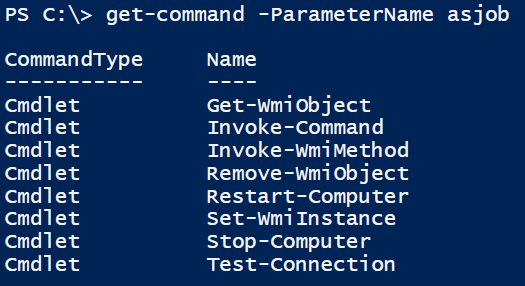 PS C:\> get-command -ParameterName asjob
CommandType     Name
-----------     ----
Cmdlet          Get-WmiObject
Cmdlet          Invoke-Command
Cmdlet          Invoke-WmiMethod
Cmdlet          Remove-WmiObject
Cmdlet          Restart-Computer
Cmdlet          Set-WmiInstance
Cmdlet          Stop-Computer
Cmdlet          Test-Connection